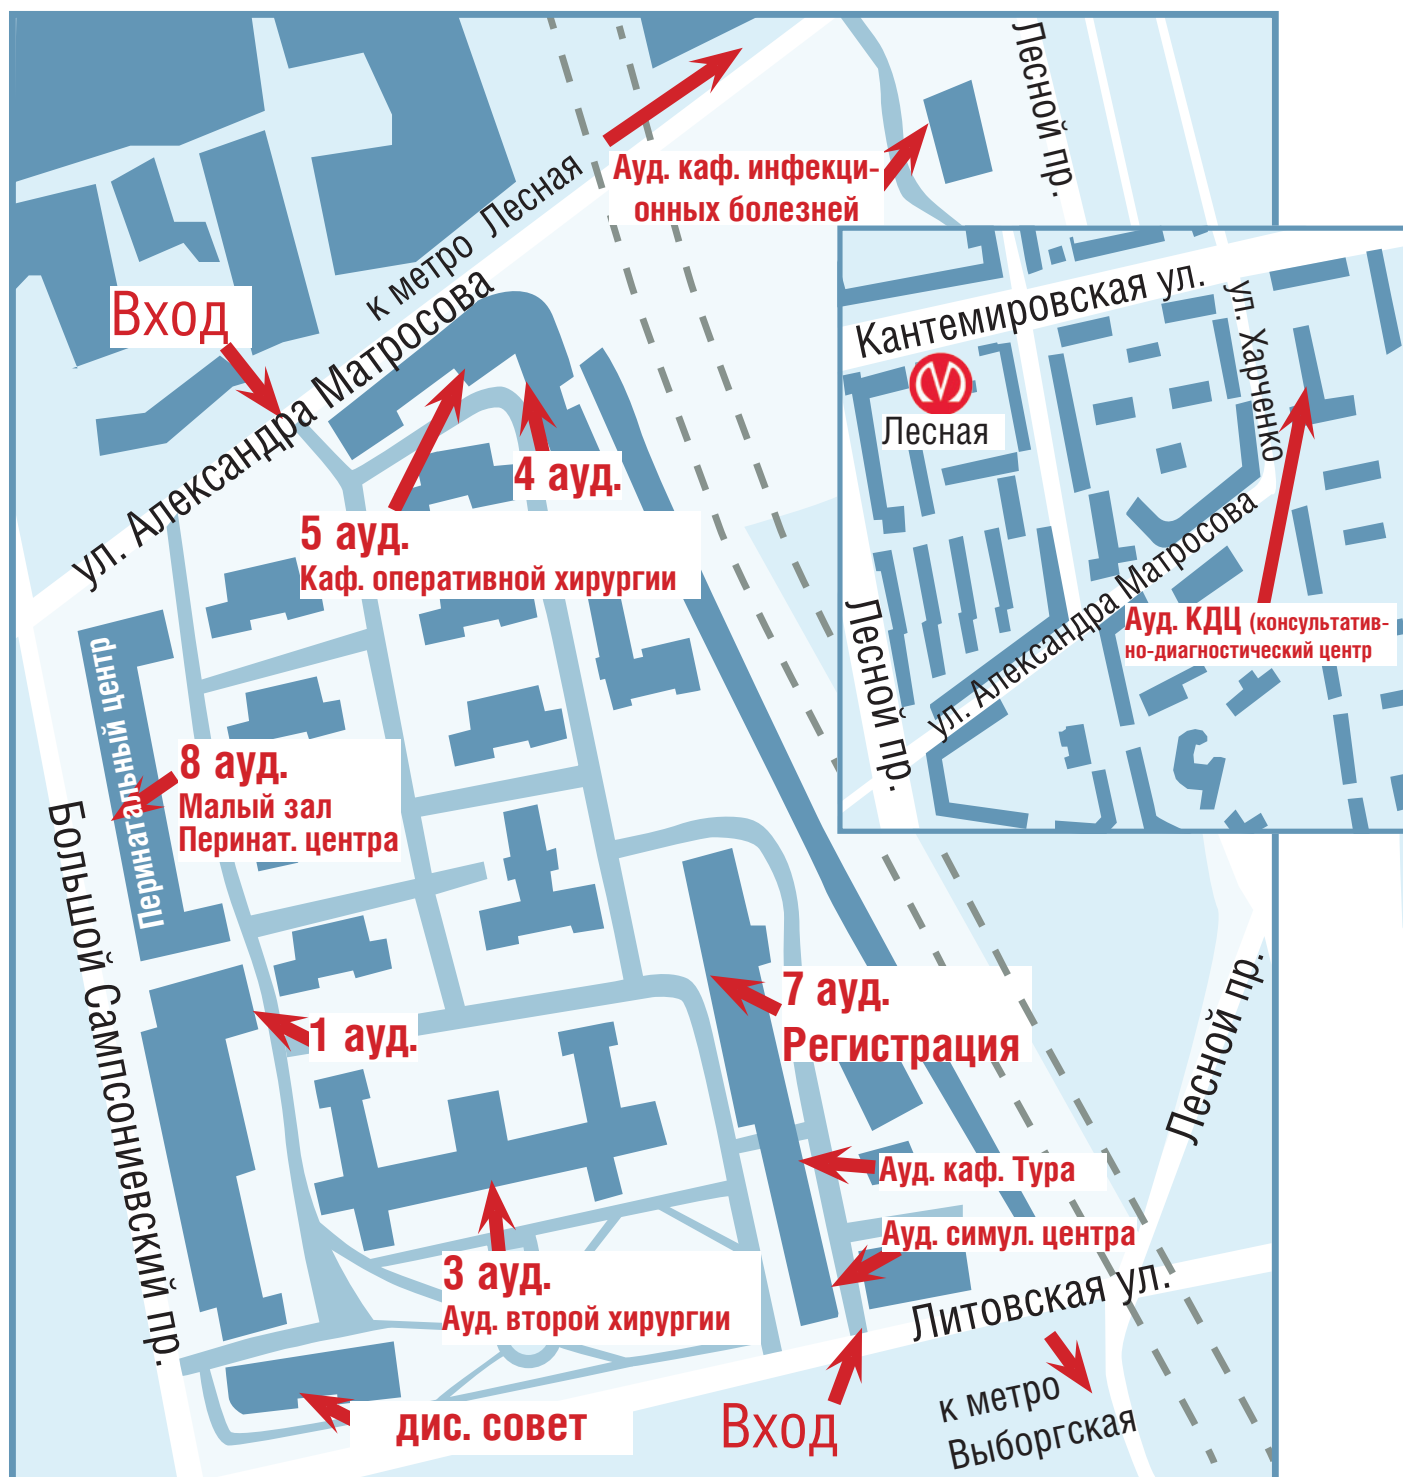 Лесной пр.
Ауд. каф. инфекци-
онных болезней
к метро Лесная
Вход
ул. Александра Матросова
Кантемировская ул.
ул. Харченко
Лесная
4 ауд.
5 ауд.
Каф. оперативной хирургии
Ауд. КДЦ (консультатив-
но-диагностический центр
ул. Александра Матросова
Лесной пр.
Перинатальный центр
8 ауд.
Малый зал
Перинат. центра
Большой Сампсониевский пр.
1 ауд.
7 ауд.
Регистрация
Лесной пр.
Ауд. каф. Тура
Ауд. симул. центра
3 ауд.
Ауд. второй хирургии
Литовская ул.
дис. совет
Вход
к метро
Выборгская